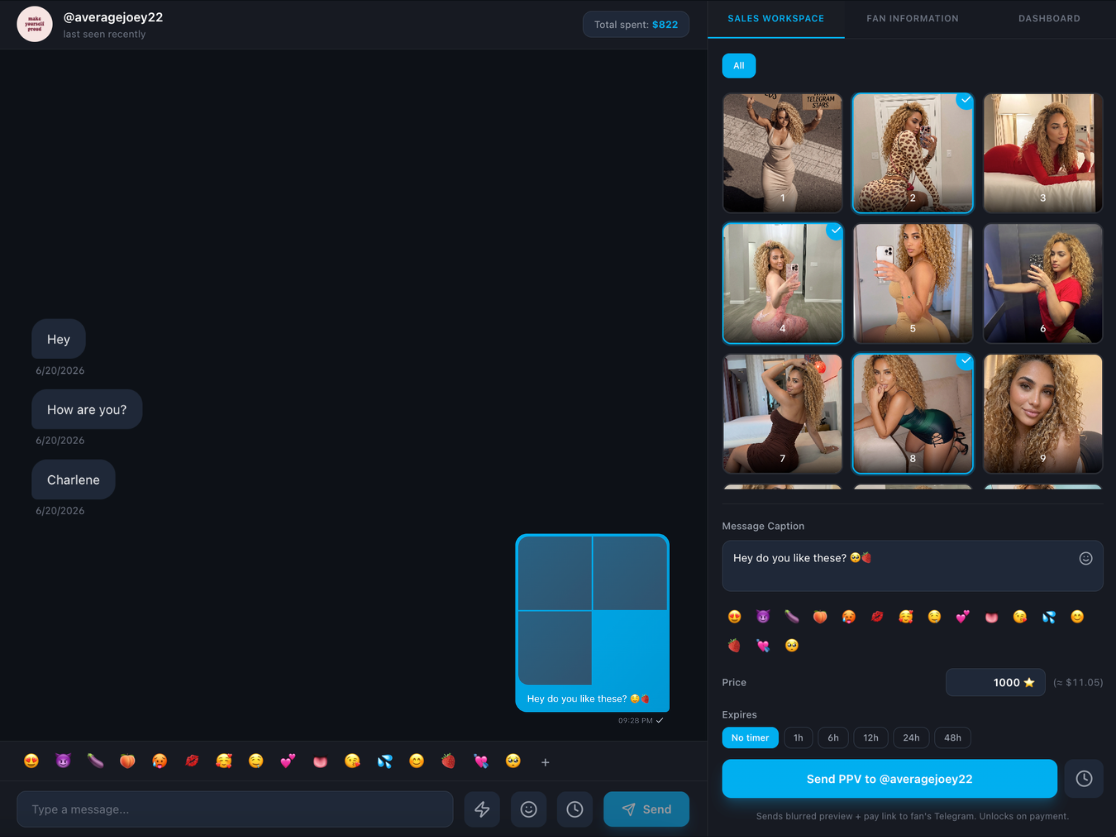 make
yourself
proud
@averagejoey22
last seen recently
Total spent: $822
Hey
6/20/2026
How are you?
6/20/2026
Charlene
6/20/2026
Hey do you like these? 🥺🍓
09:28 PM ✓
😍 😈 🍆 🍑 🥵 💋 🥰 🤤 💕 👅 😘 💦 😊 🍓 💘 🥺 +
Type a message...
Send
SALES WORKSPACE FAN INFORMATION DASHBOARD
All
TELEGRAM
STARS
1 2 3
4 5 6
7 8 9
Message Caption
Hey do you like these? 🥺🍓
😍 😈 🍆 🍑 🥵 💋 🥰 🤤 💕 👅 😘 💦 😊
🍓 💘 🥺
Price 1000 ⭐ (≈ $11.05)
Expires
No timer 1h 6h 12h 24h 48h
Send PPV to @averagejoey22
Sends blurred preview + pay link to fan's Telegram. Unlocks on payment.